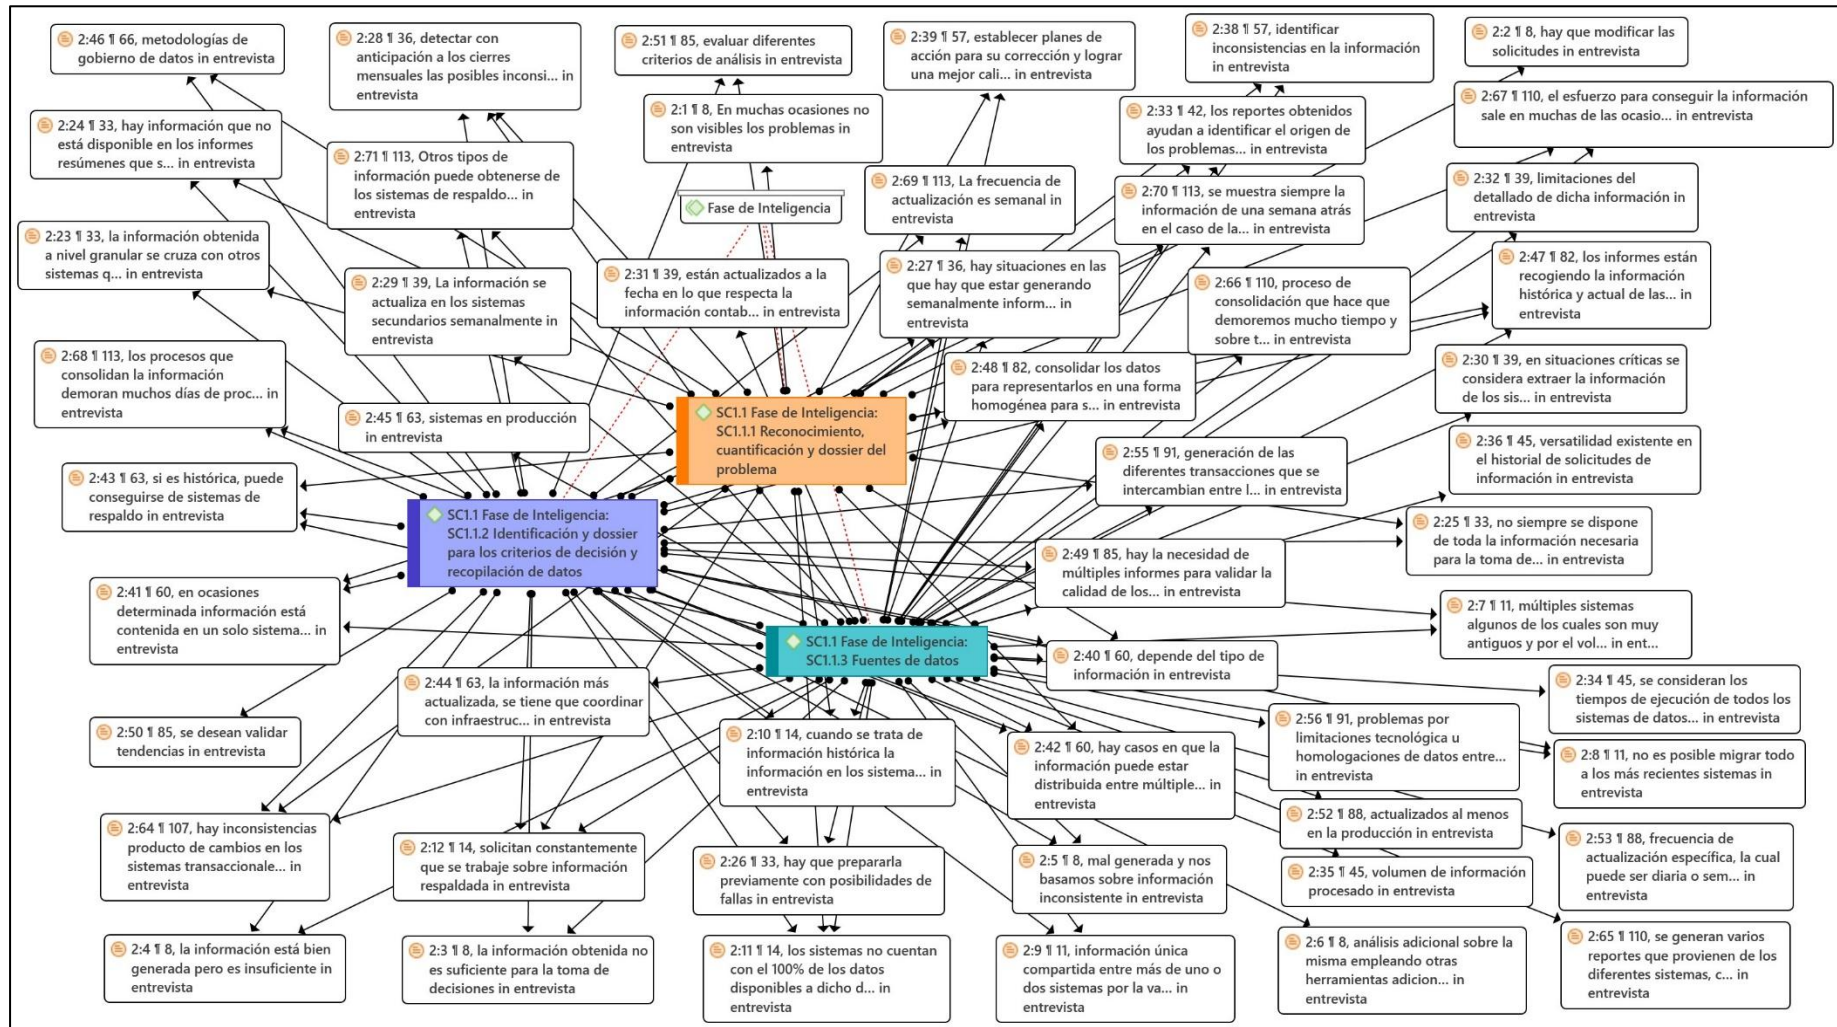 2:46 ¶ 66, metodologías de
gobierno de datos in entrevista
2:28 ¶ 36, detectar con
anticipación a los cierres
mensuales las posibles inconsi... in
entrevista
2:51 ¶ 85, evaluar diferentes
criterios de análisis in entrevista
2:39 ¶ 57, establecer planes de
acción para su corrección y lograr
una mejor cali... in entrevista
2:38 ¶ 57, identificar
inconsistencias en la información
in entrevista
2:2 ¶ 8, hay que modificar las
solicitudes in entrevista
2:24 ¶ 33, hay información que no
está disponible en los informes
resúmenes que s... in entrevista
2:71 ¶ 113, Otros tipos de
información puede obtenerse de
los sistemas de respaldo... in
entrevista
2:1 ¶ 8, En muchas ocasiones no
son visibles los problemas in
entrevista
2:33 ¶ 42, los reportes obtenidos
ayudan a identificar el origen de
los problemas... in entrevista
2:67 ¶ 110, el esfuerzo para conseguir la información
sale en muchas de las ocasio... in entrevista
Fase de Inteligencia
2:69 ¶ 113, La frecuencia de
actualización es semanal in
entrevista
2:70 ¶ 113, se muestra siempre la
información de una semana atrás
en el caso de la... in entrevista
2:32 ¶ 39, limitaciones del
detallado de dicha información in
entrevista
2:23 ¶ 33, la información obtenida
a nivel granular se cruza con otros
sistemas q... in entrevista
2:29 ¶ 39, La información se
actualiza en los sistemas
secundarios semanalmente in
entrevista
2:31 ¶ 39, están actualizados a la
fecha en lo que respecta la
información contab... in entrevista
2:27 ¶ 36, hay situaciones en las
que hay que estar generando
semanalmente inform... in
entrevista
2:66 ¶ 110, proceso de
consolidación que hace que
demoremos mucho tiempo y
sobre t... in entrevista
2:47 ¶ 82, los informes están
recogiendo la información
histórica y actual de las... in
entrevista
2:68 ¶ 113, los procesos que
consolidan la información
demoran muchos días de proc... in
entrevista
2:45 ¶ 63, sistemas en producción
in entrevista
2:48 ¶ 82, consolidar los datos
para representarlos en una forma
homogénea para s... in entrevista
2:30 ¶ 39, en situaciones críticas se
considera extraer la información
de los sis... in entrevista
SC1.1 Fase de Inteligencia:
SC1.1.1 Reconocimiento,
cuantificación y dossier del
problema
2:36 ¶ 45, versatilidad existente en
el historial de solicitudes de
información in entrevista
2:55 ¶ 91, generación de las
diferentes transacciones que se
intercambian entre l... in entrevista
2:43 ¶ 63, si es histórica, puede
conseguirse de sistemas de
respaldo in entrevista
SC1.1 Fase de Inteligencia:
SC1.1.2 Identificación y dossier
para los criterios de decisión y
recopilación de datos
2:25 ¶ 33, no siempre se dispone
de toda la información necesaria
para la toma de... in entrevista
2:49 ¶ 85, hay la necesidad de
múltiples informes para validar la
calidad de los... in entrevista
2:41 ¶ 60, en ocasiones
determinada información está
contenida en un solo sistema... in
entrevista
2:7 ¶ 11, múltiples sistemas
algunos de los cuales son muy
antiguos y por el vol... in ent...
SC1.1 Fase de Inteligencia:
SC1.1.3 Fuentes de datos
2:40 ¶ 60, depende del tipo de
información in entrevista
2:44 ¶ 63, la información más
actualizada, se tiene que coordinar
con infraestruc... in entrevista
2:34 ¶ 45, se consideran los
tiempos de ejecución de todos los
sistemas de datos... in entrevista
2:50 ¶ 85, se desean validar
tendencias in entrevista
2:10 ¶ 14, cuando se trata de
información histórica la
información en los sistema... in
entrevista
2:42 ¶ 60, hay casos en que la
información puede estar
distribuida entre múltiple... in
entrevista
2:56 ¶ 91, problemas por
limitaciones tecnológica u
homologaciones de datos entre...
in entrevista
2:8 ¶ 11, no es posible migrar todo
a los más recientes sistemas in
entrevista
2:64 ¶ 107, hay inconsistencias
producto de cambios en los
sistemas transaccionale... in
entrevista
2:12 ¶ 14, solicitan constantemente
que se trabaje sobre información
respaldada in entrevista
2:26 ¶ 33, hay que prepararla
previamente con posibilidades de
fallas in entrevista
2:5 ¶ 8, mal generada y nos
basamos sobre información
inconsistente in entrevista
2:52 ¶ 88, actualizados al menos
en la producción in entrevista
2:35 ¶ 45, volumen de información
procesado in entrevista
2:53 ¶ 88, frecuencia de
actualización específica, la cual
puede ser diaria o sem... in
entrevista
2:4 ¶ 8, la información está bien
generada pero es insuficiente in
entrevista
2:3 ¶ 8, la información obtenida no
es suficiente para la toma de
decisiones in entrevista
2:11 ¶ 14, los sistemas no cuentan
con el 100% de los datos
disponibles a dicho d... in
entrevista
2:9 ¶ 11, información única
compartida entre más de uno o
dos sistemas por la va... in
entrevista
2:6 ¶ 8, análisis adicional sobre la
misma empleando otras
herramientas adicion... in
entrevista
2:65 ¶ 110, se generan varios
reportes que provienen de los
diferentes sistemas, c... in
entrevista